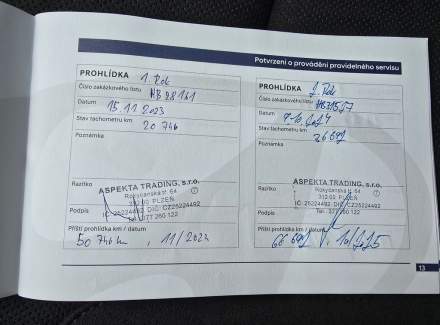 Potvrzení o provádění pravidelného servisu
PROHLÍDKA 1. Rok
Číslo zakázkového listu HB28161
Datum 15.11 2023
Stav tachometru km 20 746
Poznámka
Razítko ASPEKTA TRADING, s.r.o.
Rokycanská tř. 64
312 00 PLZEŇ
IČ: 25224492 DIČ: CZ25224492
Tel.: 377 260 122
Podpis
Příští prohlídka km / datum
50 746 km, 11/2024
PROHLÍDKA 2. Rok
Číslo zakázkového listu
Datum
Stav tachometru km
Poznámka
Razítko ASPEKTA TRADING, s.r.o.
Rokycanská tř. 64
312 00 PLZEŇ
IČ: 25224492 DIČ: CZ25224492
Tel.: 377 260 122
Podpis
Příští prohlídka km / datum
10/2025
13